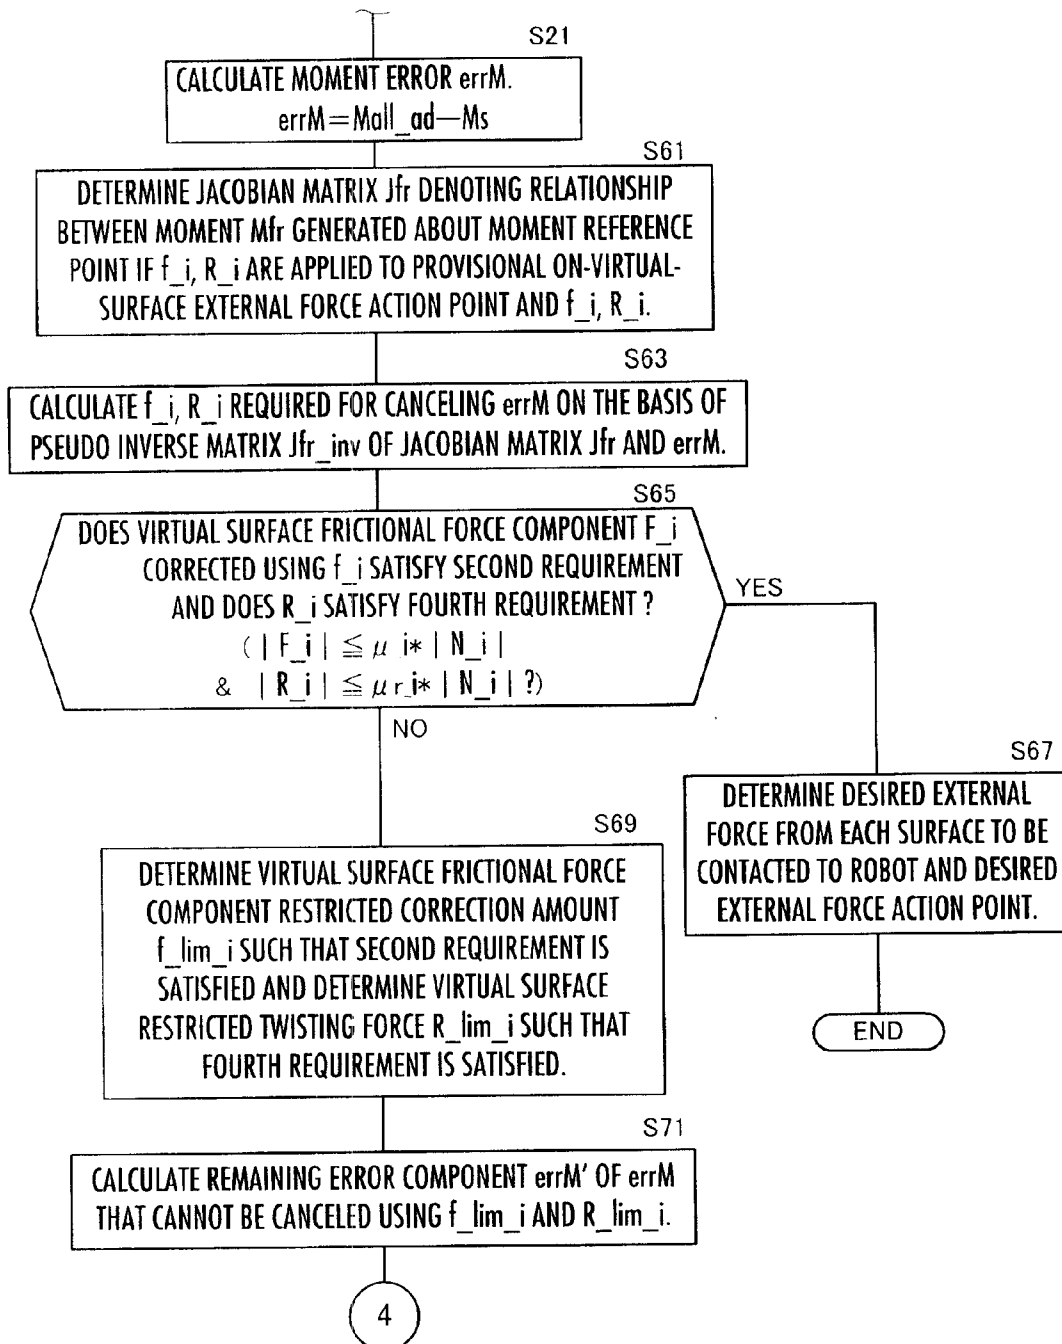 S21
CALCULATE MOMENT ERROR errM.
errM=Mall_ad—Ms
S61
DETERMINE JACOBIAN MATRIX Jfr DENOTING RELATIONSHIP
BETWEEN MOMENT Mfr GENERATED ABOUT MOMENT REFERENCE
POINT IF f_i, R_i ARE APPLIED TO PROVISIONAL ON-VIRTUAL-
SURFACE EXTERNAL FORCE ACTION POINT AND f_i, R_i.
S63
CALCULATE f_i, R_i REQUIRED FOR CANCELING errM ON THE BASIS OF
PSEUDO INVERSE MATRIX Jfr_inv OF JACOBIAN MATRIX Jfr AND errM.
S65
DOES VIRTUAL SURFACE FRICTIONAL FORCE COMPONENT F_i
CORRECTED USING f_i SATISFY SECOND REQUIREMENT
AND DOES R_i SATISFY FOURTH REQUIREMENT ?
( | F_i | ≦ μ i* | N_i |
& | R_i | ≦ μ r_i* | N_i | ?)
YES
NO
S67
DETERMINE DESIRED EXTERNAL
FORCE FROM EACH SURFACE TO BE
CONTACTED TO ROBOT AND DESIRED
EXTERNAL FORCE ACTION POINT.
END
S69
DETERMINE VIRTUAL SURFACE FRICTIONAL FORCE
COMPONENT RESTRICTED CORRECTION AMOUNT
f_lim_i SUCH THAT SECOND REQUIREMENT IS
SATISFIED AND DETERMINE VIRTUAL SURFACE
RESTRICTED TWISTING FORCE R_lim_i SUCH THAT
FOURTH REQUIREMENT IS SATISFIED.
S71
CALCULATE REMAINING ERROR COMPONENT errM' OF errM
THAT CANNOT BE CANCELED USING f_lim_i AND R_lim_i.
4